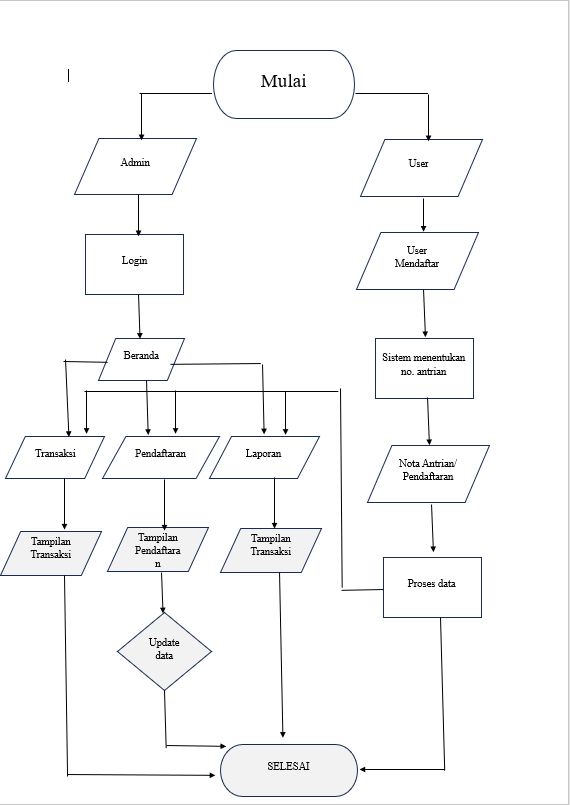 Mulai
Admin
User
Login
User
Mendaftar
Beranda
Sistem menentukan
no. antrian
Transaksi
Pendaftaran
Laporan
Nota Antrian/
Pendaftaran
Tampilan
Transaksi
Tampilan
Pendaftara
n
Tampilan
Transaksi
Proses data
Update
data
SELESAI